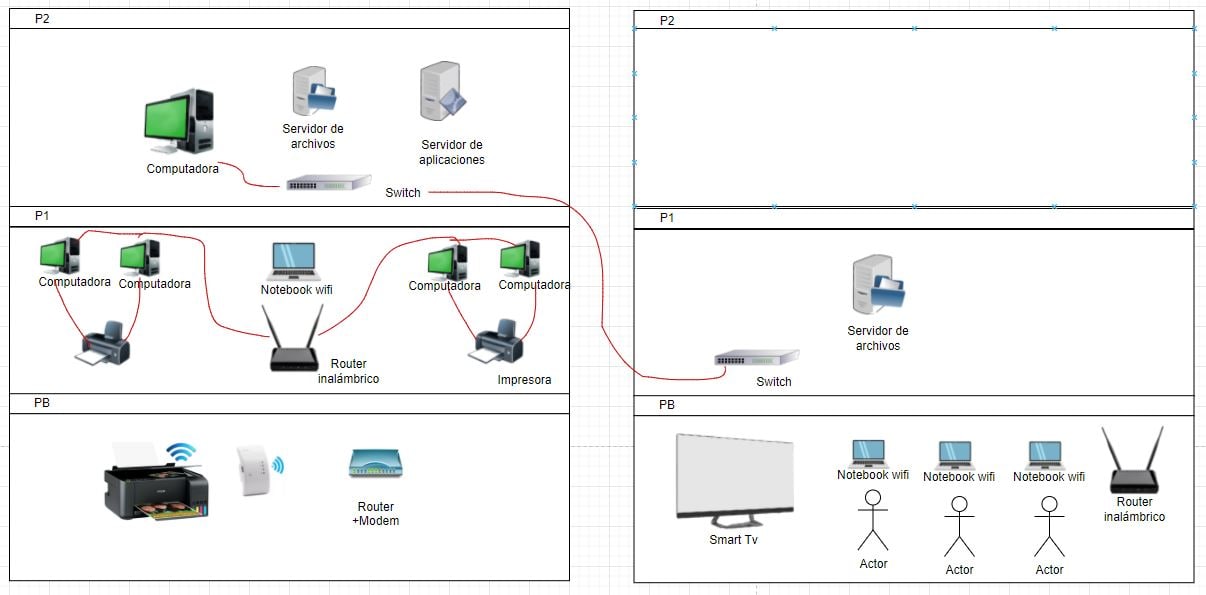 P2
Servidor de
archivos
Servidor de
aplicaciones
Computadora
Switch
P1
Computadora
Computadora
Notebook wifi
Computadora
Computadora
Router
inalámbrico
Impresora
PB
Router
+Modem
P2
P1
Servidor de
archivos
Switch
PB
Smart Tv
Notebook wifi
Notebook wifi
Notebook wifi
Router
inalámbrico
Actor
Actor
Actor